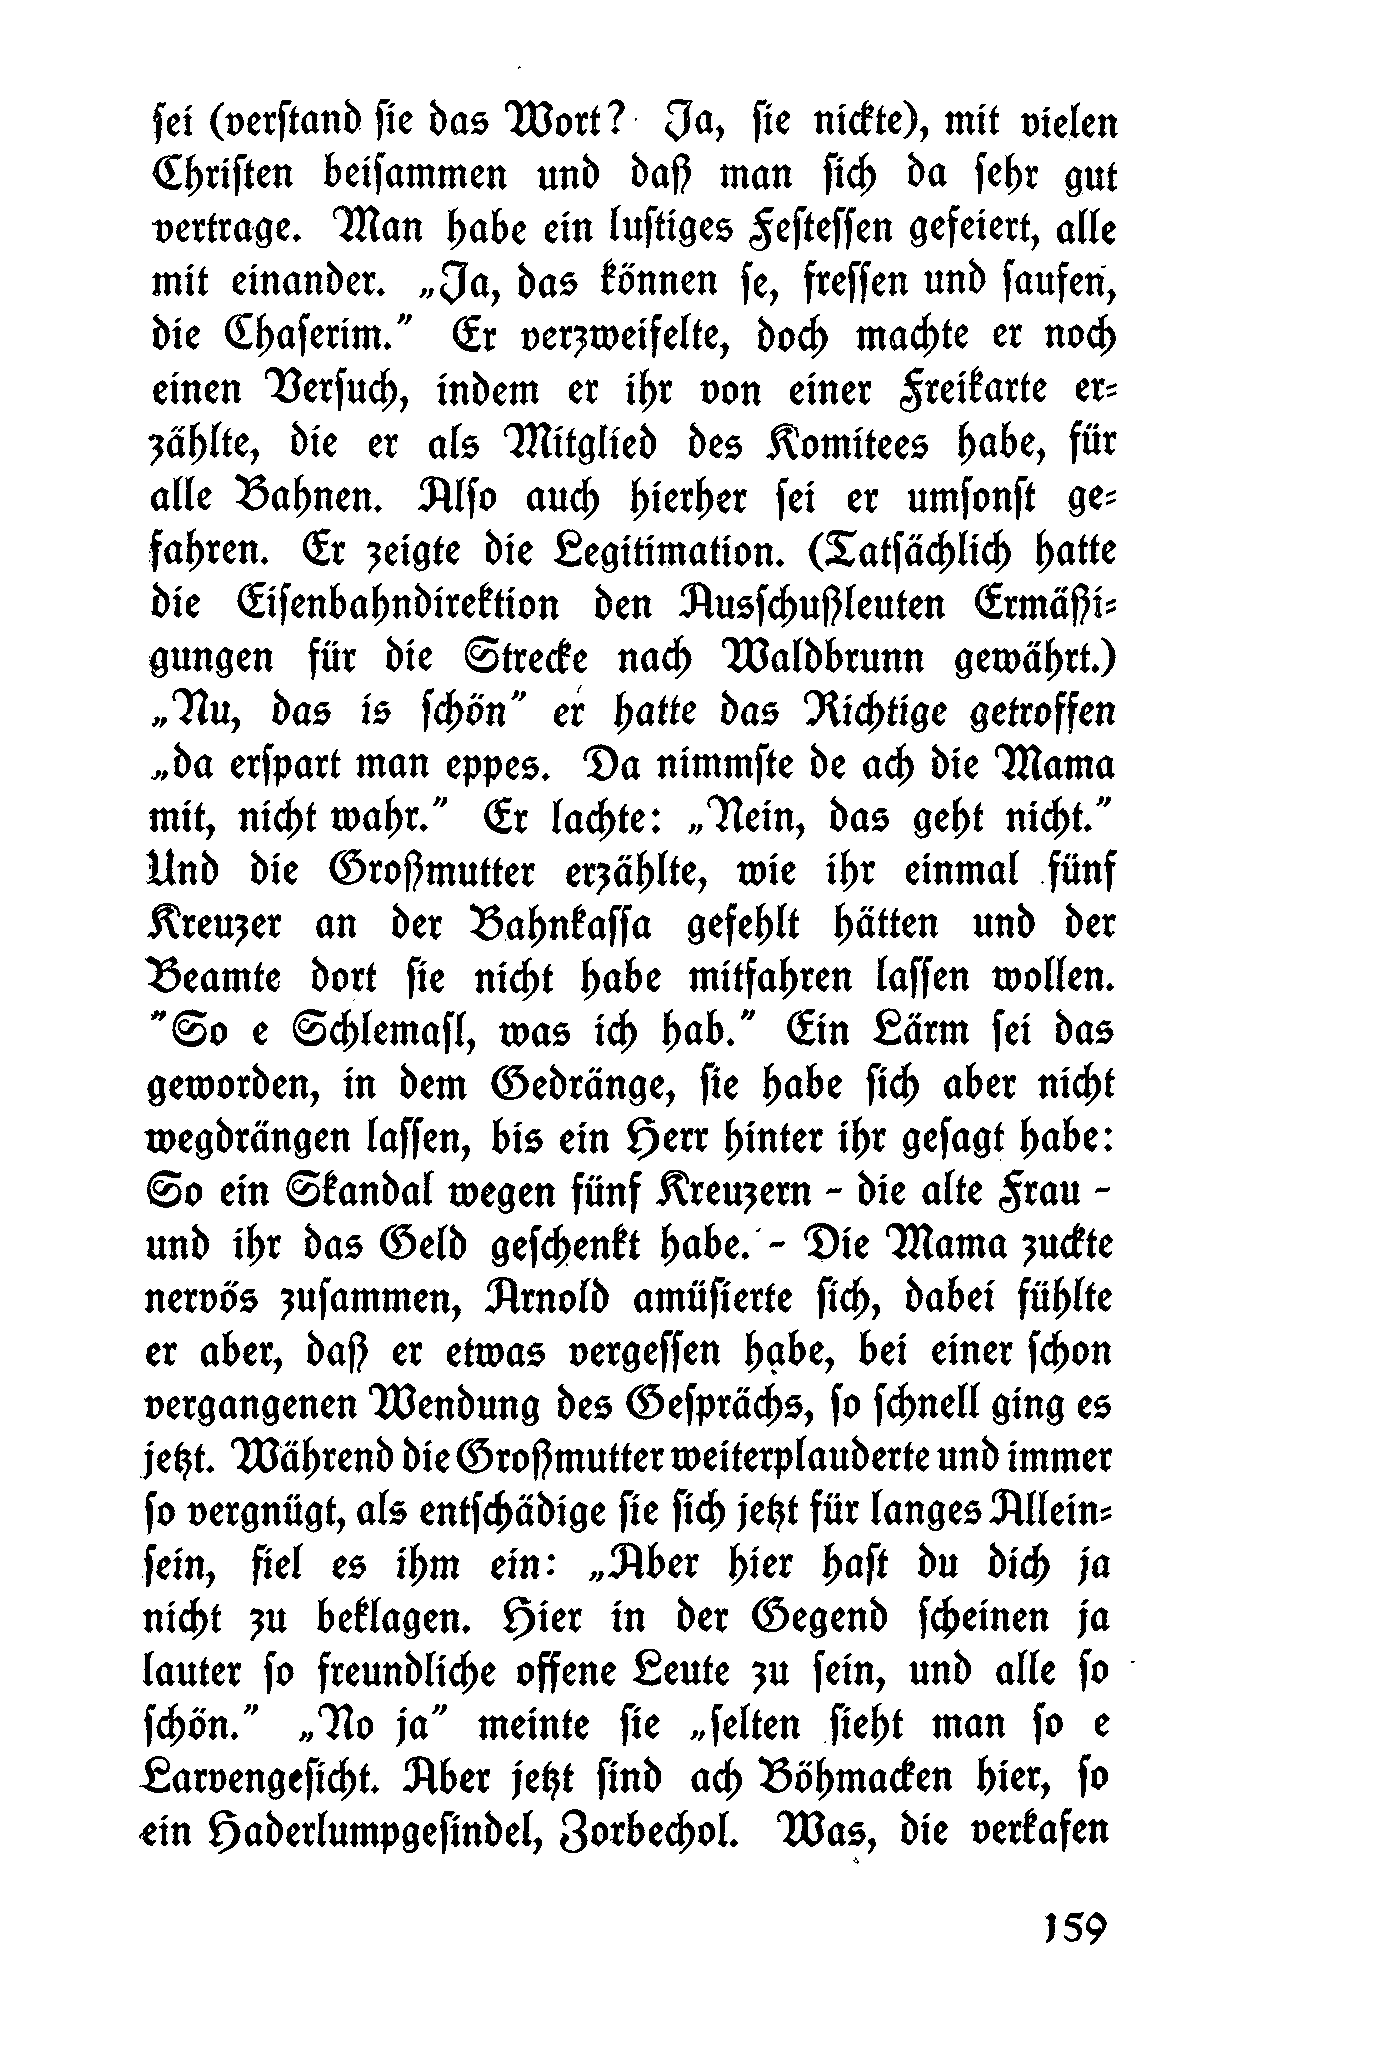 sei (verstand sie das Wort? Ja, sie nickte), mit vielen
Christen beisammen und daß man sich da sehr gut
vertrage. Man habe ein lustiges Festessen gefeiert, alle
mit einander. „Ja, das können se, fressen und saufen,
die Chaserim.” Er verzweifelte, doch machte er noch
einen Versuch, indem er ihr von einer Freikarte er-
zählte, die er als Mitglied des Komitees habe, für
alle Bahnen. Also auch hierher sei er umsonst ge-
fahren. Er zeigte die Legitimation. (Tatsächlich hatte
die Eisenbahndirektion den Ausschußleuten Ermäßi-
gungen für die Strecke nach Waldbrunn gewährt.)
„Nu, das is schön” er hatte das Richtige getroffen
„da erspart man eppes. Da nimmste de ach die Mama
mit, nicht wahr.” Er lachte: „Nein, das geht nicht.”
Und die Großmutter erzählte, wie ihr einmal fünf
Kreuzer an der Bahnkassa gefehlt hätten und der
Beamte dort sie nicht habe mitfahren lassen wollen.
”So e Schlemasl, was ich hab.” Ein Lärm sei das
geworden, in dem Gedränge, sie habe sich aber nicht
wegdrängen lassen, bis ein Herr hinter ihr gesagt habe:
So ein Skandal wegen fünf Kreuzern - die alte Frau -
und ihr das Geld geschenkt habe. - Die Mama zuckte
nervös zusammen, Arnold amüsierte sich, dabei fühlte
er aber, daß er etwas vergessen habe, bei einer schon
vergangenen Wendung des Gesprächs, so schnell ging es
jetzt. Während die Großmutter weiterplauderte und immer
so vergnügt, als entschädige sie sich jetzt für langes Allein-
sein, fiel es ihm ein: „Aber hier hast du dich ja
nicht zu beklagen. Hier in der Gegend scheinen ja
lauter so freundliche offene Leute zu sein, und alle so
schön.” „No ja” meinte sie „selten sieht man so e
Larvengesicht. Aber jetzt sind ach Böhmacken hier, so
ein Haderlumpgesindel, Zorbechol. Was, die verkafen
159